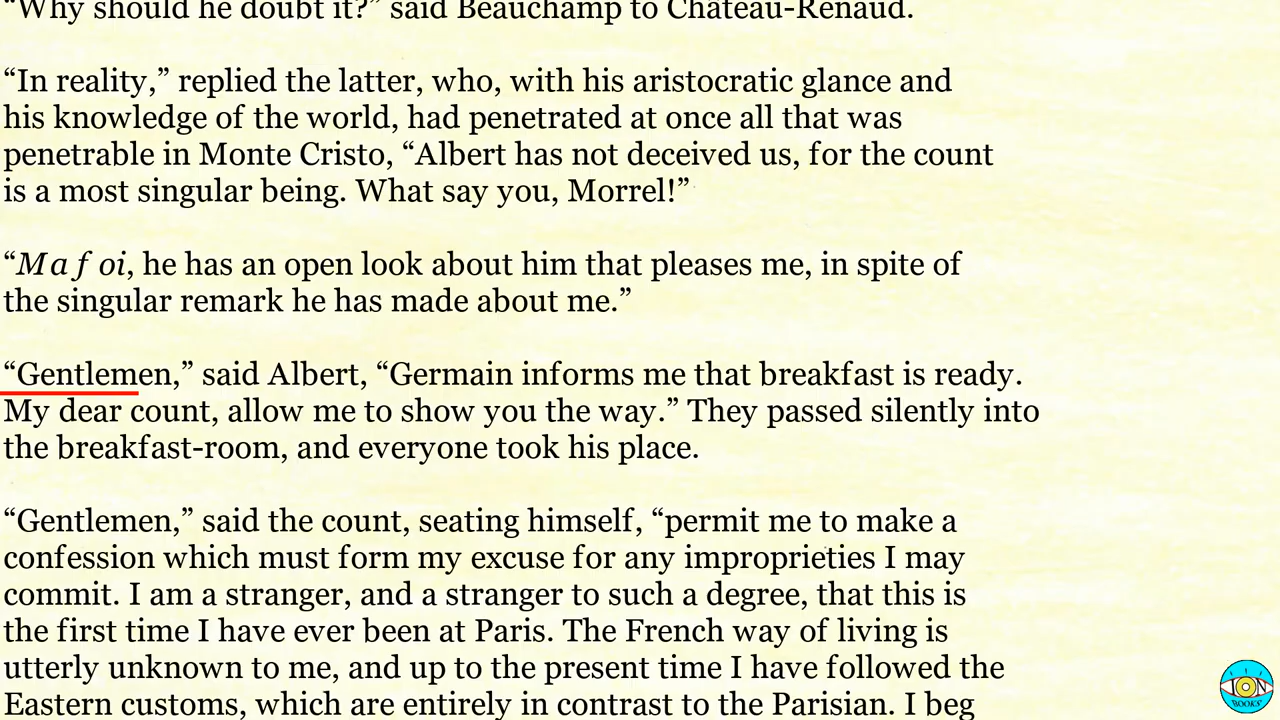 “Why should he doubt it?” said Beauchamp to Château-Renaud.
“In reality,” replied the latter, who, with his aristocratic glance and
his knowledge of the world, had penetrated at once all that was
penetrable in Monte Cristo, “Albert has not deceived us, for the count
is a most singular being. What say you, Morrel!”
“Ma foi, he has an open look about him that pleases me, in spite of
the singular remark he has made about me.”
“Gentlemen,” said Albert, “Germain informs me that breakfast is ready.
My dear count, allow me to show you the way.” They passed silently into
the breakfast-room, and everyone took his place.
“Gentlemen,” said the count, seating himself, “permit me to make a
confession which must form my excuse for any improprieties I may
commit. I am a stranger, and a stranger to such a degree, that this is
the first time I have ever been at Paris. The French way of living is
utterly unknown to me, and up to the present time I have followed the
Eastern customs, which are entirely in contrast to the Parisian. I beg
ION
BOOKS